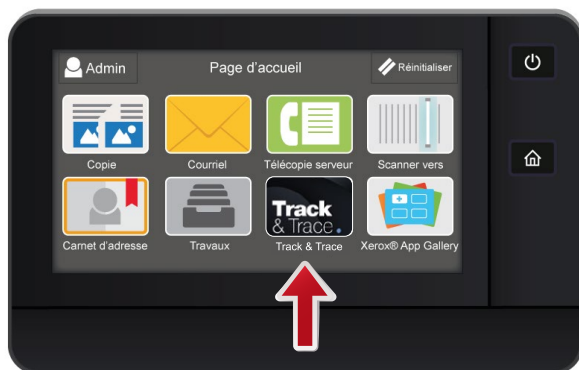 Admin
Page d'accueil
Réinitialiser
Copie
Courriel
Télécopie serveur
Scanner vers
Track
& Trace.
Carnet d'adresse
Travaux
Track & Trace
Xerox® App Gallery